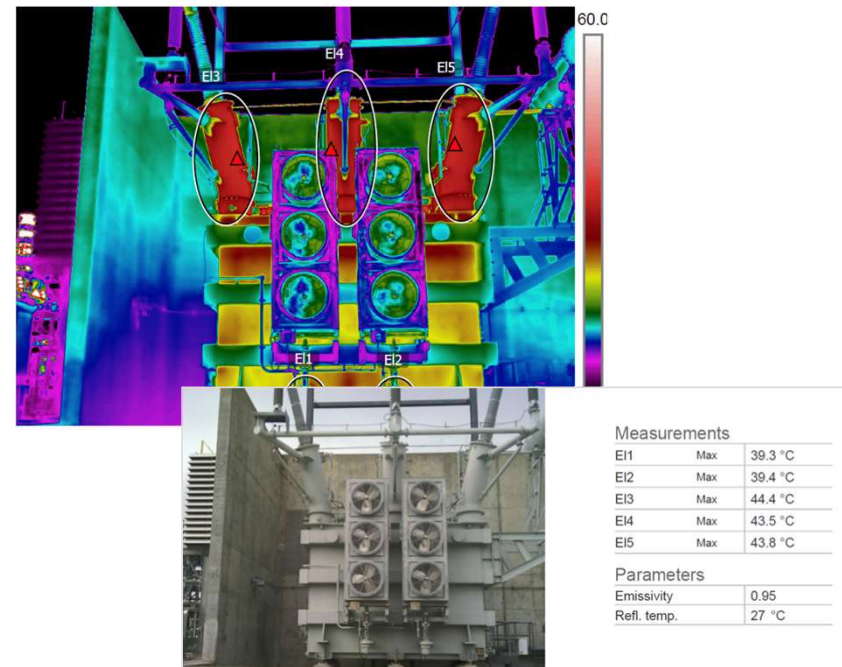 60.0
El4
El3
El5
El1
El2
Measurements
El1 Max 39.3 °C
El2 Max 39.4 °C
El3 Max 44.4 °C
El4 Max 43.5 °C
El5 Max 43.8 °C
Parameters
Emissivity 0.95
Refl. temp. 27 °C